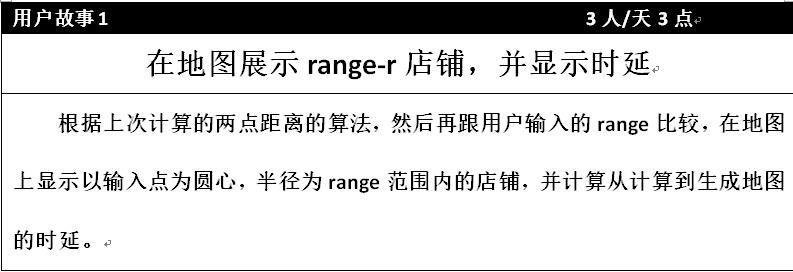 用户故事 1 3 人/天 3 点
在地图展示 range-r 店铺，并显示时延
根据上次计算的两点距离的算法，然后再跟用户输入的 range 比较，在地图
上显示以输入点为圆心，半径为 range 范围内的店铺，并计算从计算到生成地图
的时延。